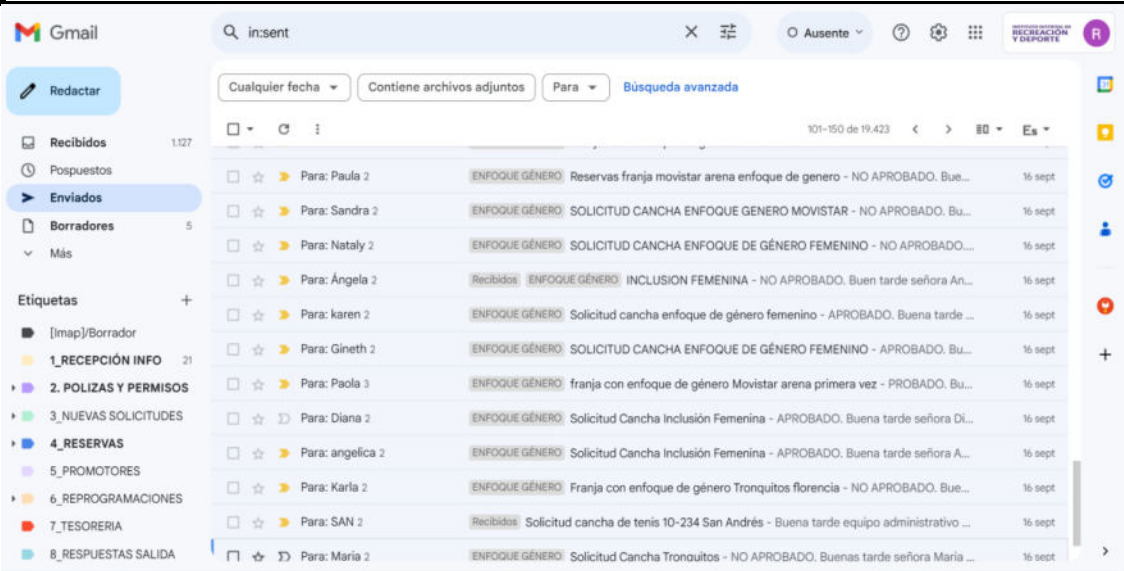 Gmail
in:sent
Ausente
INSTITUTO DISTRITAL DE
RECREACIÓN
Y DEPORTE
R
Redactar
Cualquier fecha
Contiene archivos adjuntos
Para
Búsqueda avanzada
101–150 de 19.423
Es
Recibidos 1.127
Pospuestos
Enviados
Borradores 5
Más
Etiquetas
[Imap]/Borrador
1_RECEPCIÓN INFO 21
2. POLIZAS Y PERMISOS
3_NUEVAS SOLICITUDES
4_RESERVAS
5_PROMOTORES
6_REPROGRAMACIONES
7_TESORERIA
8_RESPUESTAS SALIDA
Para: Paula 2 ENFOQUE GÉNERO Reservas franja movistar arena enfoque de genero - NO APROBADO. Bue... 16 sept
Para: Sandra 2 ENFOQUE GÉNERO SOLICITUD CANCHA ENFOQUE GENERO MOVISTAR - NO APROBADO. Bu... 16 sept
Para: Nataly 2 ENFOQUE GÉNERO SOLICITUD CANCHA ENFOQUE DE GÉNERO FEMENINO - NO APROBADO.... 16 sept
Para: Ángela 2 Recibidos ENFOQUE GÉNERO INCLUSION FEMENINA - NO APROBADO. Buen tarde señora An... 16 sept
Para: karen 2 ENFOQUE GÉNERO Solicitud cancha enfoque de género femenino - APROBADO. Buena tarde ... 16 sept
Para: Gineth 2 ENFOQUE GÉNERO SOLICITUD CANCHA ENFOQUE DE GÉNERO FEMENINO - APROBADO. Bu... 16 sept
Para: Paola 3 ENFOQUE GÉNERO franja con enfoque de género Movistar arena primera vez - PROBADO. Bu... 16 sept
Para: Diana 2 ENFOQUE GÉNERO Solicitud Cancha Inclusión Femenina - APROBADO. Buena tarde señora Di... 16 sept
Para: angelica 2 ENFOQUE GÉNERO Solicitud Cancha Inclusión Femenina - APROBADO. Buena tarde señora A... 16 sept
Para: Karla 2 ENFOQUE GÉNERO Franja con enfoque de género Tronquitos florencia - NO APROBADO. Bue... 16 sept
Para: SAN 2 Recibidos Solicitud cancha de tenis 10-234 San Andrés - Buena tarde equipo administrativo ... 16 sept
Para: Maria 2 ENFOQUE GÉNERO Solicitud Cancha Tronquitos - NO APROBADO. Buenas tarde señora Maria ... 16 sept